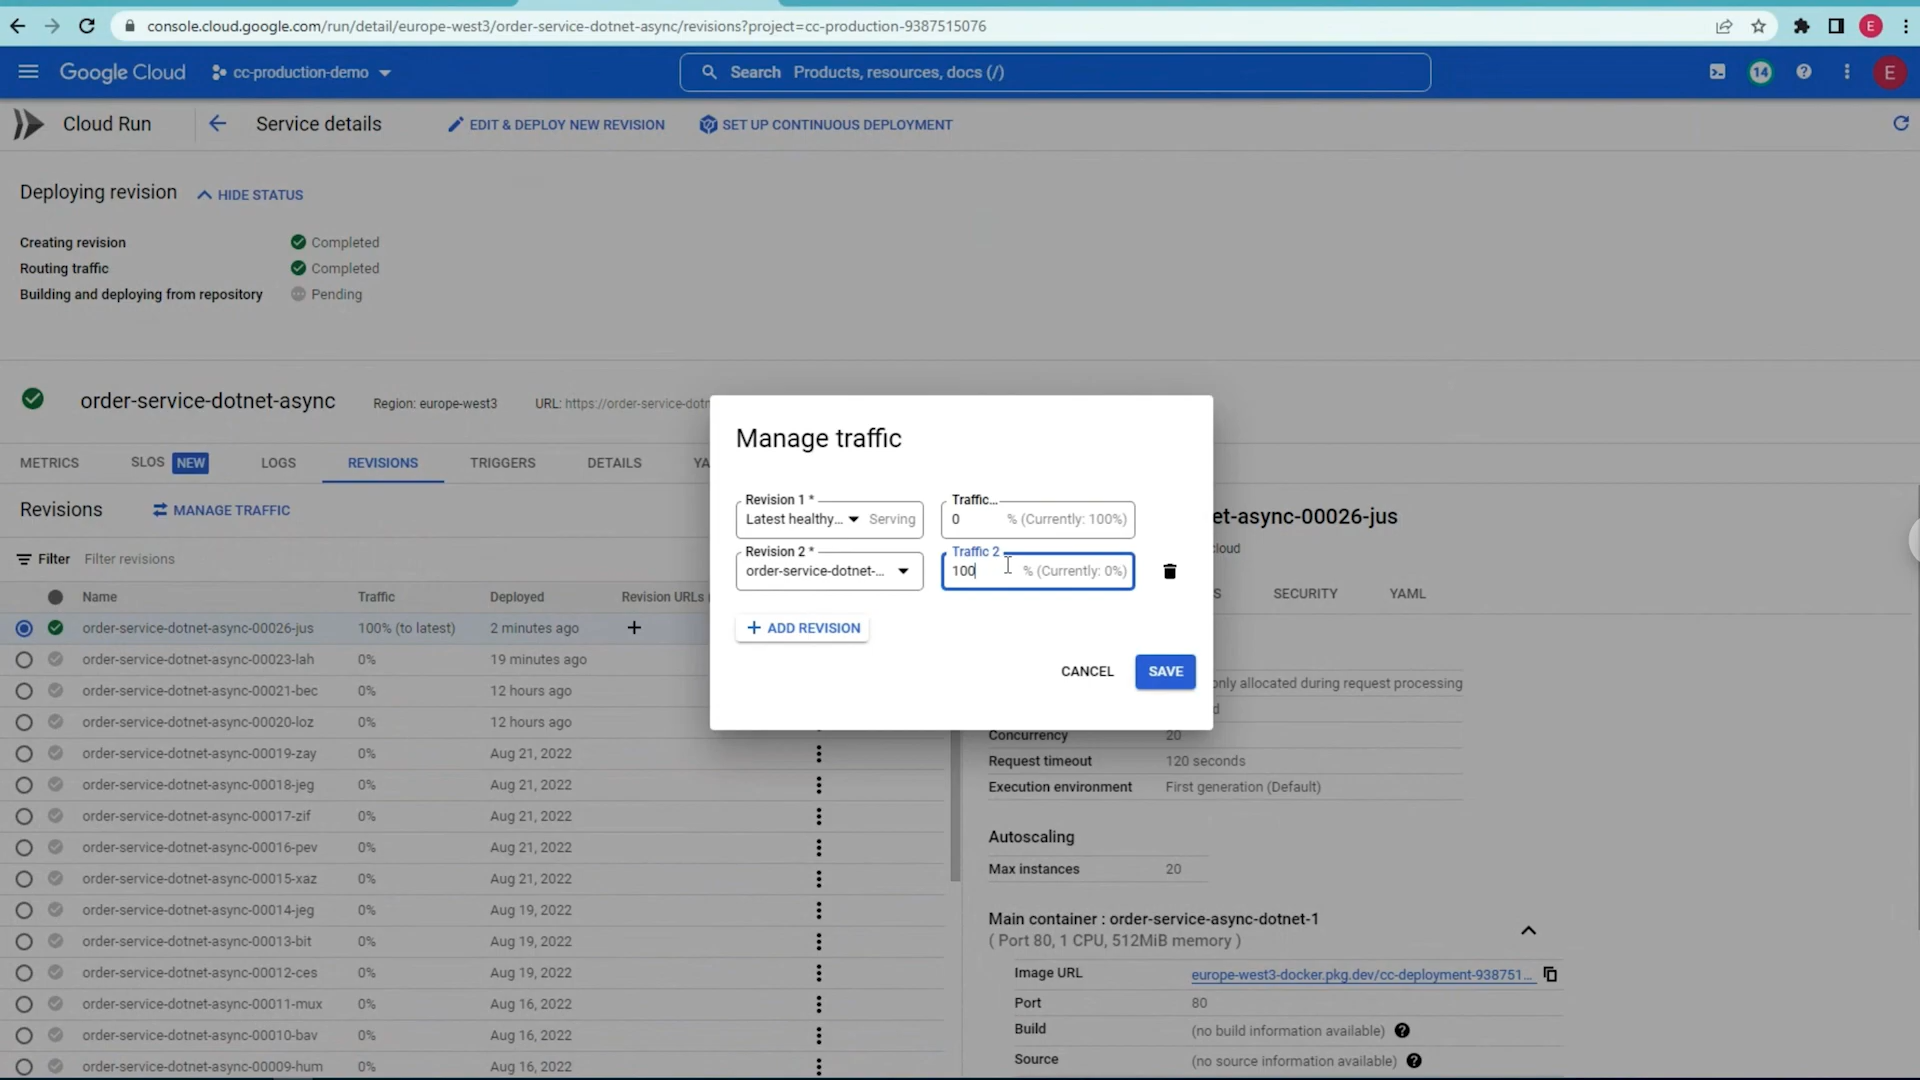 console.cloud.google.com/run/detail/europe-west3/order-service-dotnet-async/revisions?project=cc-production-9387515076
E
Google Cloud
cc-production-demo
Search Products, resources, docs (/)
14
E
Cloud Run
Service details
EDIT & DEPLOY NEW REVISION
SET UP CONTINUOUS DEPLOYMENT
Deploying revision
HIDE STATUS
Creating revision Completed
Routing traffic Completed
Building and deploying from repository Pending
order-service-dotnet-async
Region: europe-west3
URL: https://order-service-dotn
METRICS SLOS NEW LOGS REVISIONS TRIGGERS DETAILS YA
Revisions
MANAGE TRAFFIC
Filter Filter revisions
Name Traffic Deployed Revision URLs (
order-service-dotnet-async-00026-jus 100% (to latest) 2 minutes ago
order-service-dotnet-async-00023-lah 0% 19 minutes ago
order-service-dotnet-async-00021-bec 0% 12 hours ago
order-service-dotnet-async-00020-loz 0% 12 hours ago
order-service-dotnet-async-00019-zay 0% Aug 21, 2022
order-service-dotnet-async-00018-jeg 0% Aug 21, 2022
order-service-dotnet-async-00017-zif 0% Aug 21, 2022
order-service-dotnet-async-00016-pev 0% Aug 21, 2022
order-service-dotnet-async-00015-xaz 0% Aug 21, 2022
order-service-dotnet-async-00014-jeg 0% Aug 19, 2022
order-service-dotnet-async-00013-bit 0% Aug 19, 2022
order-service-dotnet-async-00012-ces 0% Aug 19, 2022
order-service-dotnet-async-00011-mux 0% Aug 16, 2022
order-service-dotnet-async-00010-bav 0% Aug 16, 2022
order-service-dotnet-async-00009-hum 0% Aug 16, 2022
Manage traffic
Revision 1 * Traffic...
Latest healthy... Serving 0 % (Currently: 100%)
Revision 2 * Traffic 2
order-service-dotnet-... 100 % (Currently: 0%)
ADD REVISION
CANCEL SAVE
et-async-00026-jus
loud
S SECURITY YAML
only allocated during request processing
d
Concurrency 20
Request timeout 120 seconds
Execution environment First generation (Default)
Autoscaling
Max instances 20
Main container : order-service-async-dotnet-1
( Port 80, 1 CPU, 512MiB memory )
Image URL europe-west3-docker.pkg.dev/cc-deployment-938751...
Port 80
Build (no build information available)
Source (no source information available)